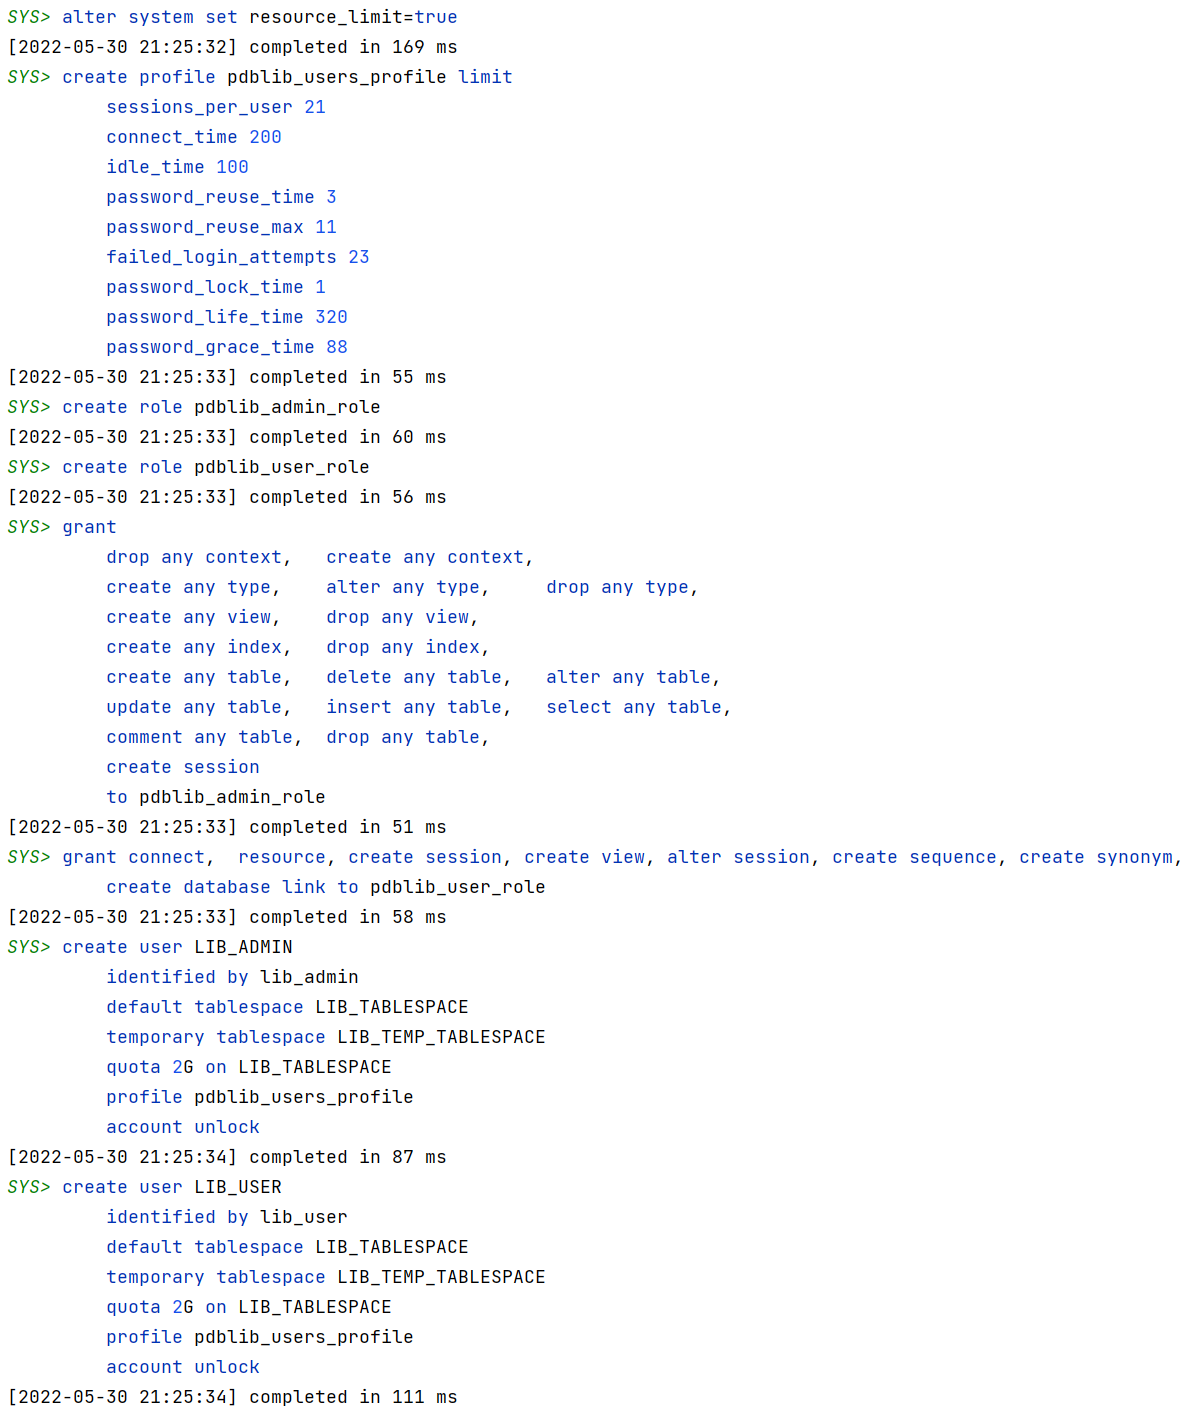 SYS> alter system set resource_limit=true
[2022-05-30 21:25:32] completed in 169 ms
SYS> create profile pdblib_users_profile limit
sessions_per_user 21
connect_time 200
idle_time 100
password_reuse_time 3
password_reuse_max 11
failed_login_attempts 23
password_lock_time 1
password_life_time 320
password_grace_time 88
[2022-05-30 21:25:33] completed in 55 ms
SYS> create role pdblib_admin_role
[2022-05-30 21:25:33] completed in 60 ms
SYS> create role pdblib_user_role
[2022-05-30 21:25:33] completed in 56 ms
SYS> grant
drop any context,   create any context,
create any type,    alter any type,     drop any type,
create any view,    drop any view,
create any index,   drop any index,
create any table,   delete any table,   alter any table,
update any table,   insert any table,   select any table,
comment any table,  drop any table,
create session
to pdblib_admin_role
[2022-05-30 21:25:33] completed in 51 ms
SYS> grant connect,  resource, create session, create view, alter session, create sequence, create synonym,
create database link to pdblib_user_role
[2022-05-30 21:25:33] completed in 58 ms
SYS> create user LIB_ADMIN
identified by lib_admin
default tablespace LIB_TABLESPACE
temporary tablespace LIB_TEMP_TABLESPACE
quota 2G on LIB_TABLESPACE
profile pdblib_users_profile
account unlock
[2022-05-30 21:25:34] completed in 87 ms
SYS> create user LIB_USER
identified by lib_user
default tablespace LIB_TABLESPACE
temporary tablespace LIB_TEMP_TABLESPACE
quota 2G on LIB_TABLESPACE
profile pdblib_users_profile
account unlock
[2022-05-30 21:25:34] completed in 111 ms